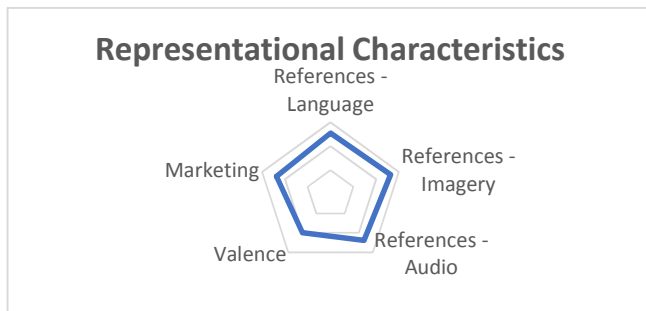 Representational Characteristics
References -
Language
References -
Imagery
References -
Audio
Valence
Marketing